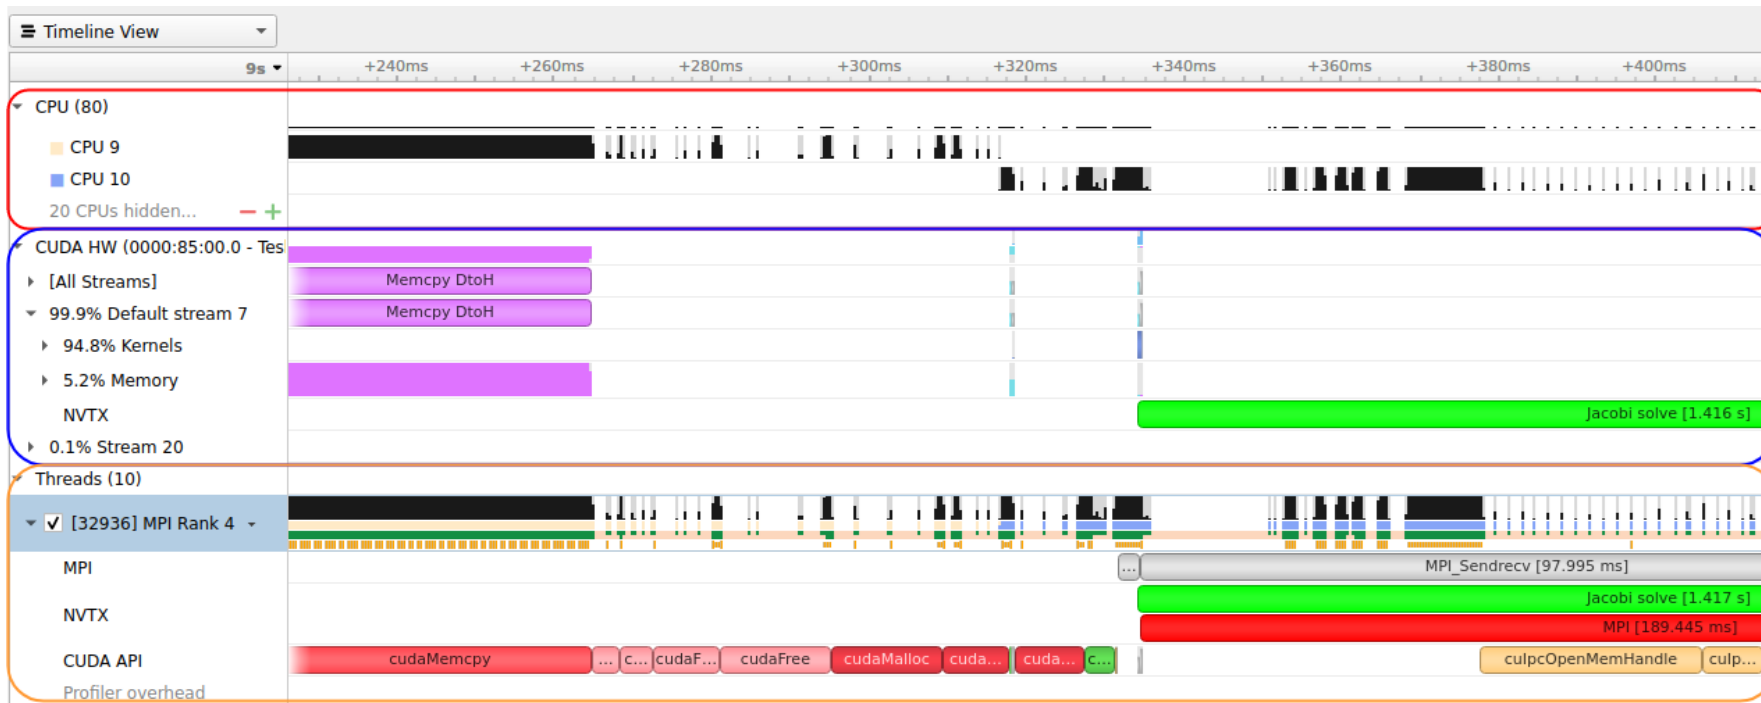 Timeline View
9s +240ms +260ms +280ms +300ms +320ms +340ms +360ms +380ms +400ms
CPU (80)
CPU 9
CPU 10
20 CPUs hidden... − +
CUDA HW (0000:85:00.0 - Tes
[All Streams] Memcpy DtoH
99.9% Default stream 7 Memcpy DtoH
94.8% Kernels
5.2% Memory
NVTX Jacobi solve [1.416 s]
0.1% Stream 20
Threads (10)
[32936] MPI Rank 4
MPI ... MPI_Sendrecv [97.995 ms]
Jacobi solve [1.417 s]
NVTX
MPI [189.445 ms]
CUDA API cudaMemcpy ... c... cudaF... cudaFree cudaMalloc cuda... cuda... c... cuIpcOpenMemHandle cuIp...
Profiler overhead